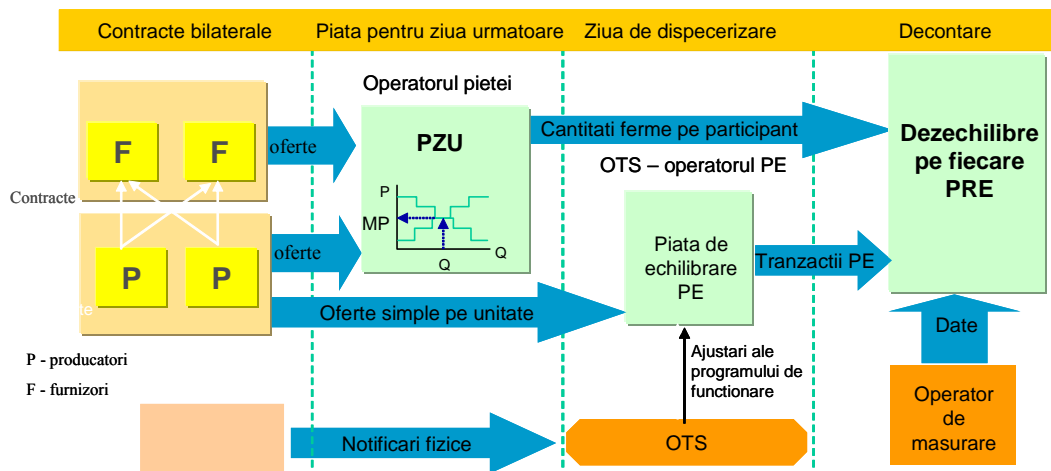 Contracte bilaterale
Piata pentru ziua urmatoare
Ziua de dispecerizare
Decontare
Operatorul pietei
F
F
oferte
PZU
P
MP
Q
Q
Cantitati ferme pe participant
OTS – operatorul PE
Dezechilibre
pe fiecare
PRE
Contracte
P
P
oferte
te
Piata de
echilibrare
PE
Tranzactii PE
Oferte simple pe unitate
Date
P - producatori
F - furnizori
Ajustari ale
programului de
functionare
Notificari fizice
OTS
Operator
de
masurare